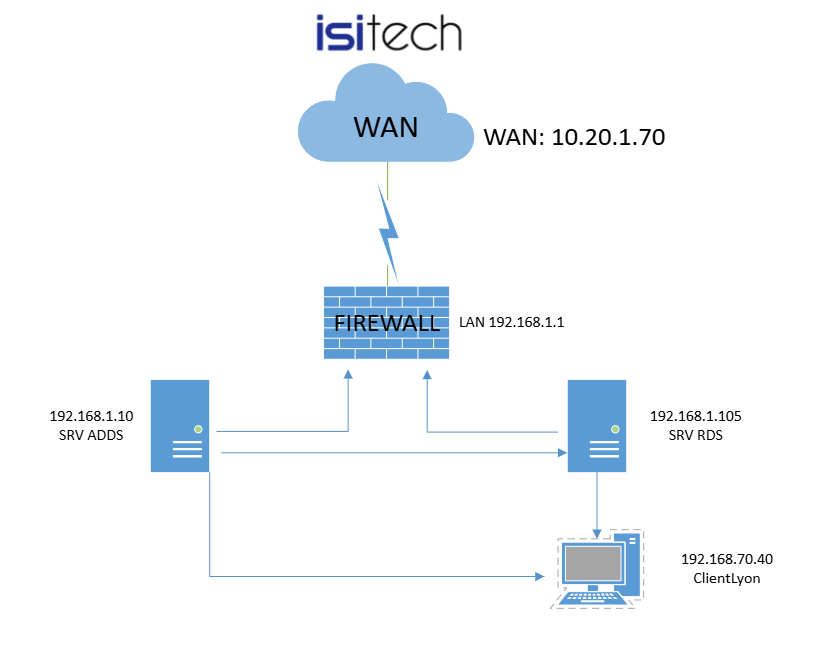 isitech
WAN
WAN: 10.20.1.70
FIREWALL
LAN 192.168.1.1
192.168.1.10
SRV ADDS
192.168.1.105
SRV RDS
192.168.70.40
ClientLyon